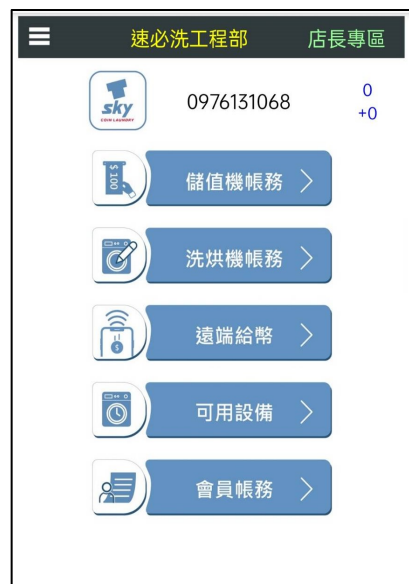 速必洗工程部 店長專區
sky
COIN LAUNDRY
0976131068
0
+0
$100
儲值機帳務
洗烘機帳務
$
遠端給幣
可用設備
會員帳務